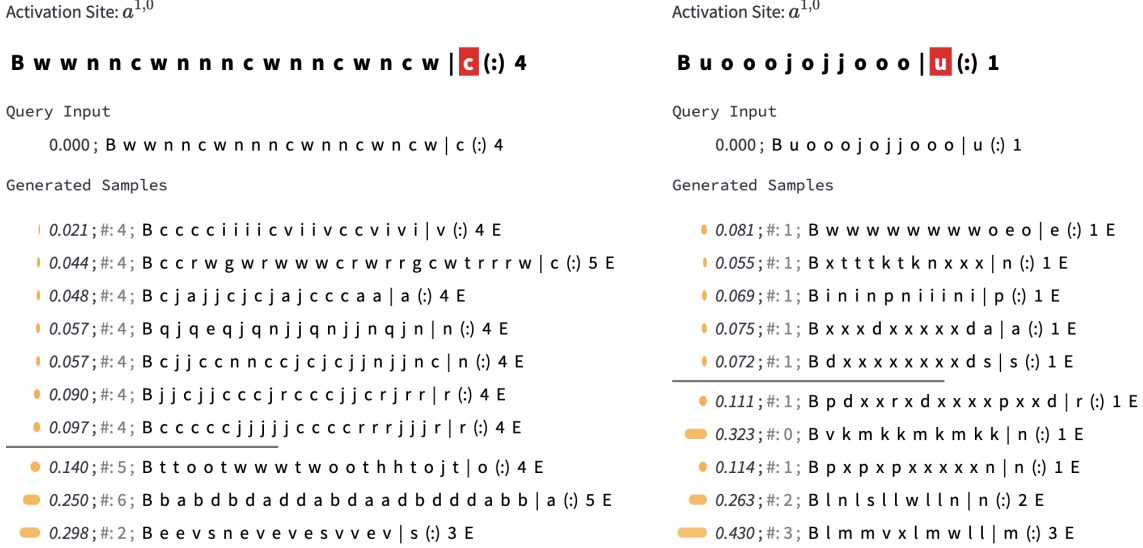 Activation Site: a^{1,0}
B w w n n c w n n n c w n n c w n c w | c (:) 4
Query Input
0.000; B w w n n c w n n n c w n n c w n c w | c (:) 4
Generated Samples
0.021; #: 4; B c c c c i i i i c v i i v c c v i v i | v (:) 4 E
0.044; #: 4; B c c r w g w r w w w c r w r r g c w t r r r w | c (:) 5 E
0.048; #: 4; B c j a j j c j c j a j c c c a a | a (:) 4 E
0.057; #: 4; B q j q e q j q n j j q n j j n q j n | n (:) 4 E
0.057; #: 4; B c j j c c n n c c j c j c j j n j j n c | n (:) 4 E
0.090; #: 4; B j j c j j c c c j r c c c j j c r j r r | r (:) 4 E
0.097; #: 4; B c c c c c j j j j j c c c c r r r j j j r | r (:) 4 E
0.140; #: 5; B t t o o t w w w t w o o t h h t o j t | o (:) 4 E
0.250; #: 6; B b a b d b d a d d a b d a a d b d d d a b b | a (:) 5 E
0.298; #: 2; B e e v s n e v e v e s v v e v | s (:) 3 E
Activation Site: a^{1,0}
B u o o o j o j j o o o | u (:) 1
Query Input
0.000; B u o o o j o j j o o o | u (:) 1
Generated Samples
0.081; #: 1; B w w w w w w w w o e o | e (:) 1 E
0.055; #: 1; B x t t t k t k n x x x | n (:) 1 E
0.069; #: 1; B i n i n p n i i i n i | p (:) 1 E
0.075; #: 1; B x x x d x x x x x d a | a (:) 1 E
0.072; #: 1; B d x x x x x x x x d s | s (:) 1 E
0.111; #: 1; B p d x x r x d x x x x p x x d | r (:) 1 E
0.323; #: 0; B v k m k k m k m k k | n (:) 1 E
0.114; #: 1; B p x p x p x x x x x n | n (:) 1 E
0.263; #: 2; B l n l s l l w l l n | n (:) 2 E
0.430; #: 3; B l m m v x l m w l l | m (:) 3 E